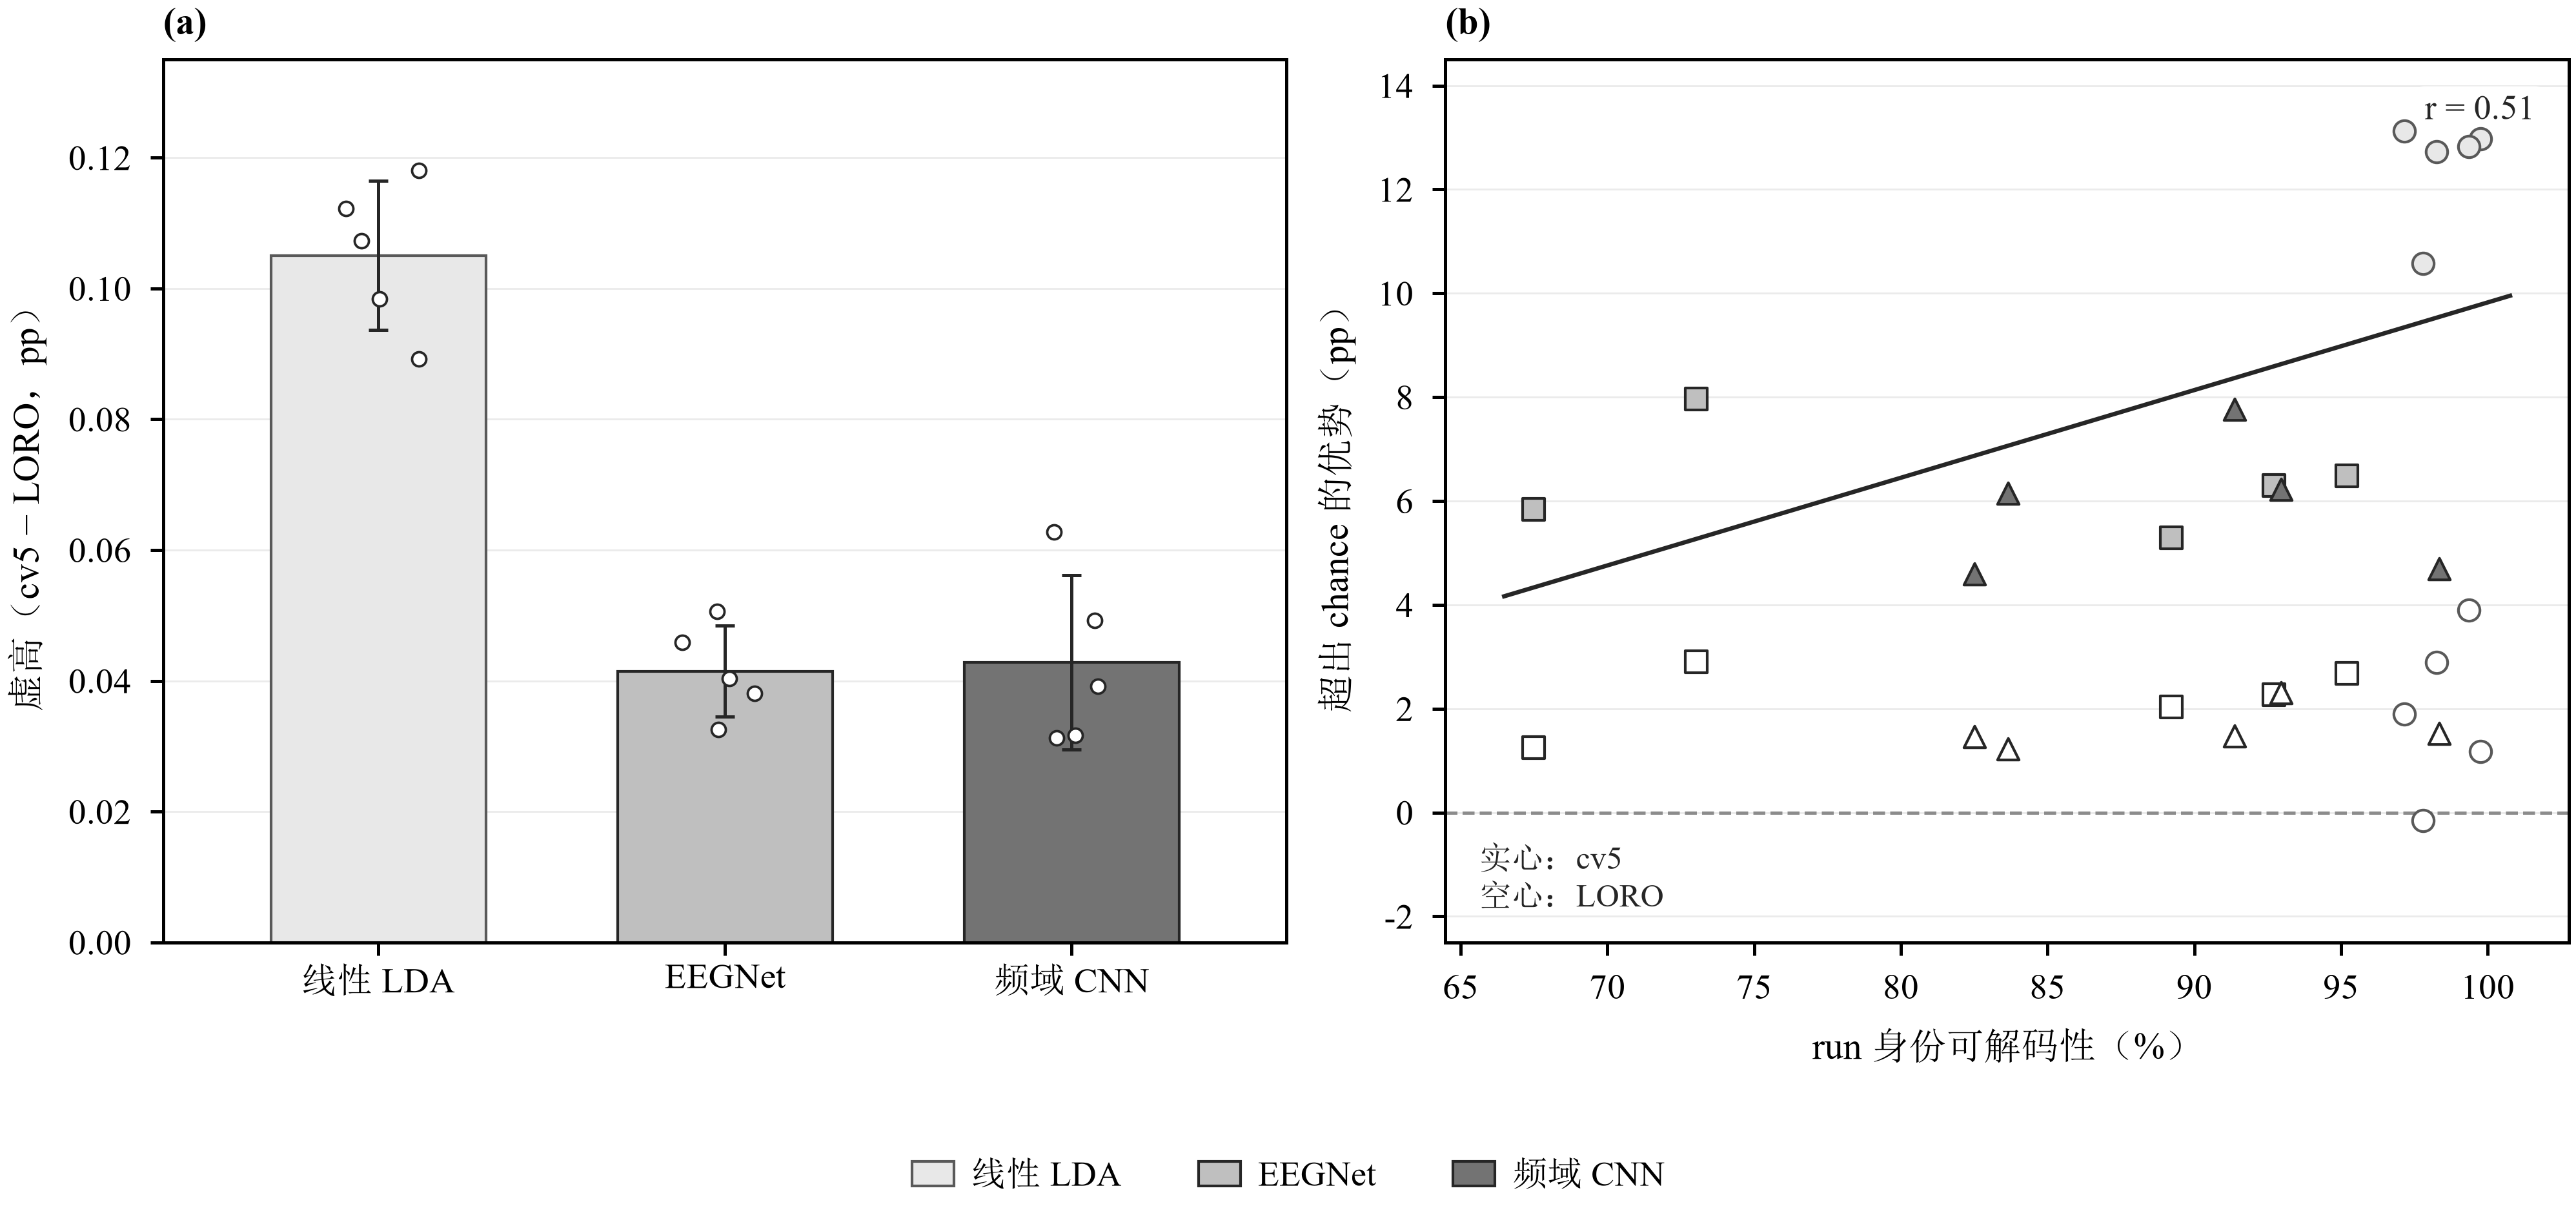 (a)
虚高（cv5 − LORO，pp）
0.12
0.10
0.08
0.06
0.04
0.02
0.00
线性 LDA
EEGNet
频域 CNN
(b)
超出 chance 的优势（pp）
14
12
10
8
6
4
2
0
-2
r = 0.51
实心：cv5
空心：LORO
65
70
75
80
85
90
95
100
run 身份可解码性（%）
线性 LDA
EEGNet
频域 CNN